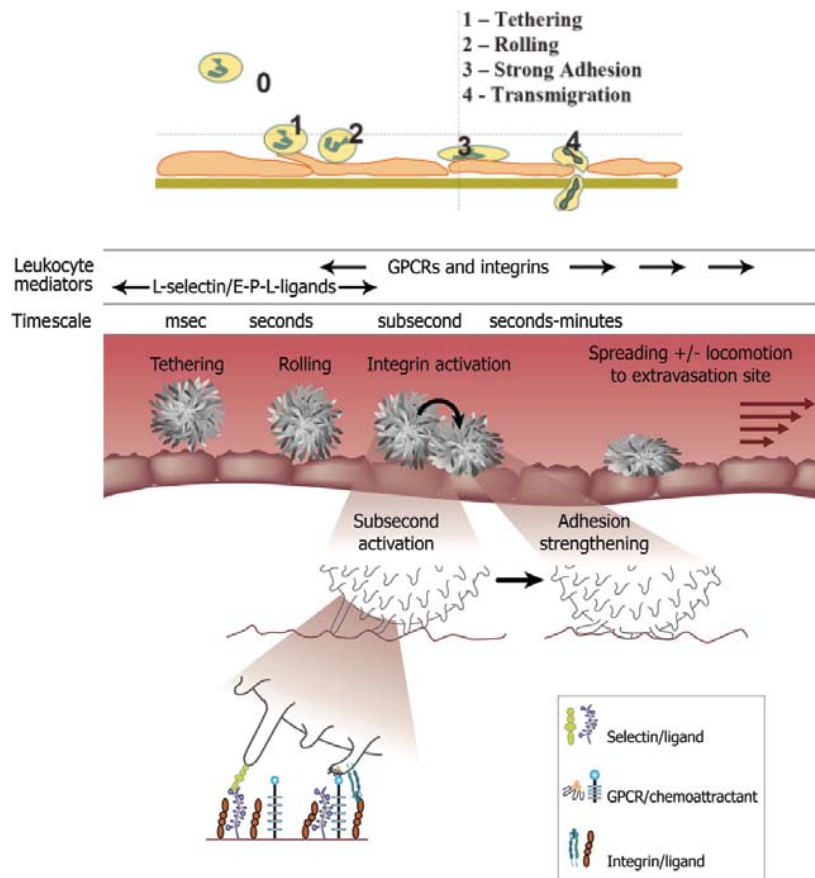 1 – Tethering
2 – Rolling
3 – Strong Adhesion
4 - Transmigration
0
1
2
3
4
Leukocyte
mediators
GPCRs and integrins
L-selectin/E-P-L-ligands
Timescale
msec
seconds
subsecond
seconds-minutes
Tethering
Rolling
Integrin activation
Spreading +/- locomotion
to extravasation site
Subsecond
activation
Adhesion
strengthening
Selectin/ligand
GPCR/chemoattractant
Integrin/ligand